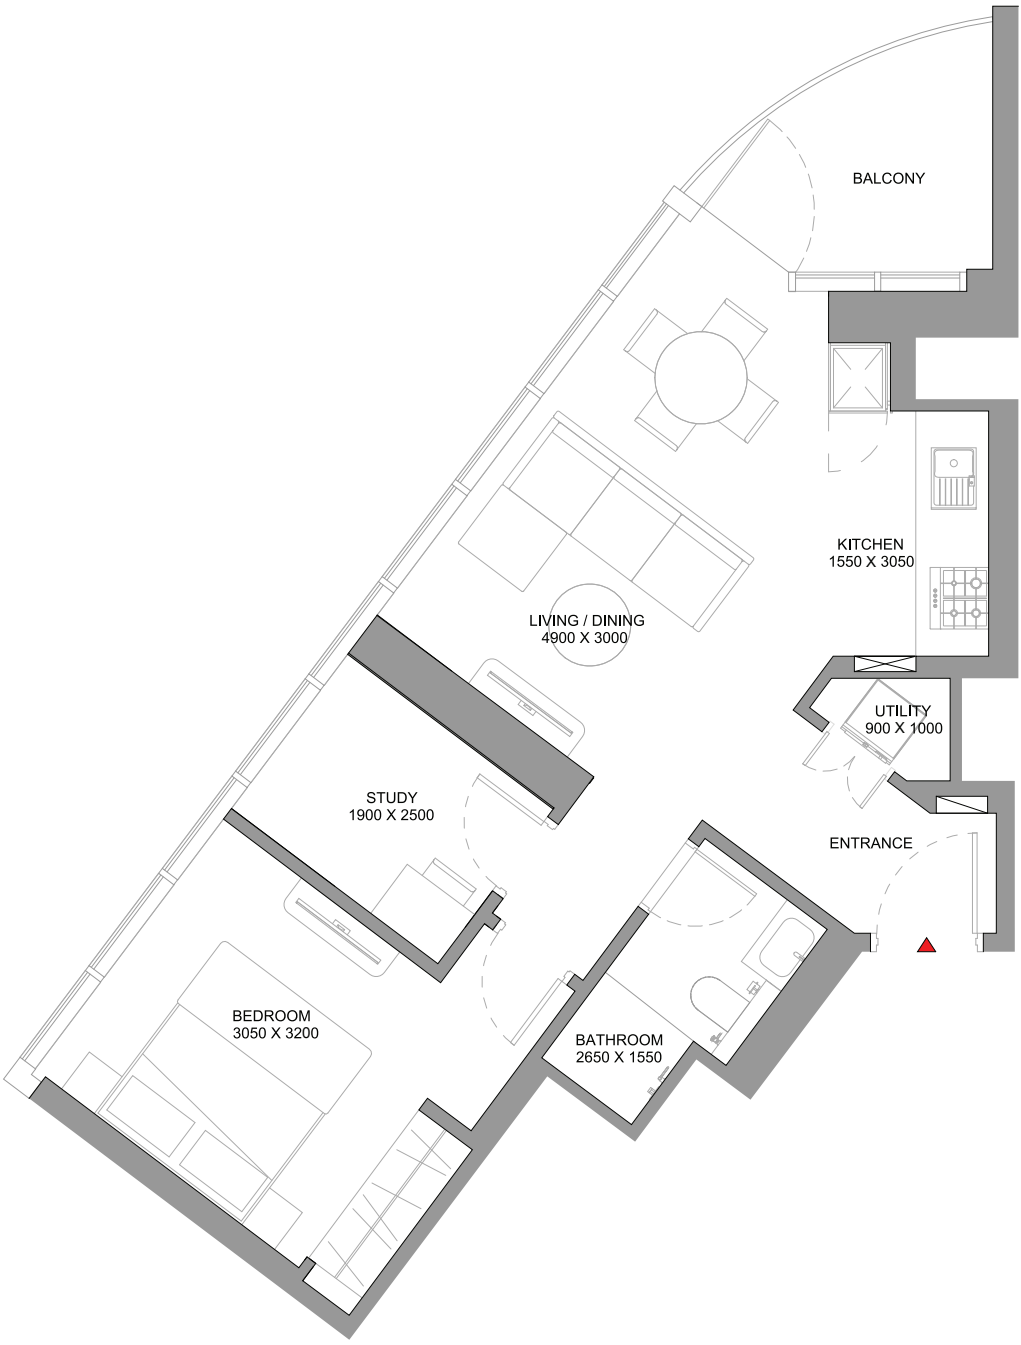 BALCONY
KITCHEN
1550 X 3050
LIVING / DINING
4900 X 3000
UTILITY
900 X 1000
STUDY
1900 X 2500
ENTRANCE
BEDROOM
3050 X 3200
BATHROOM
2650 X 1550